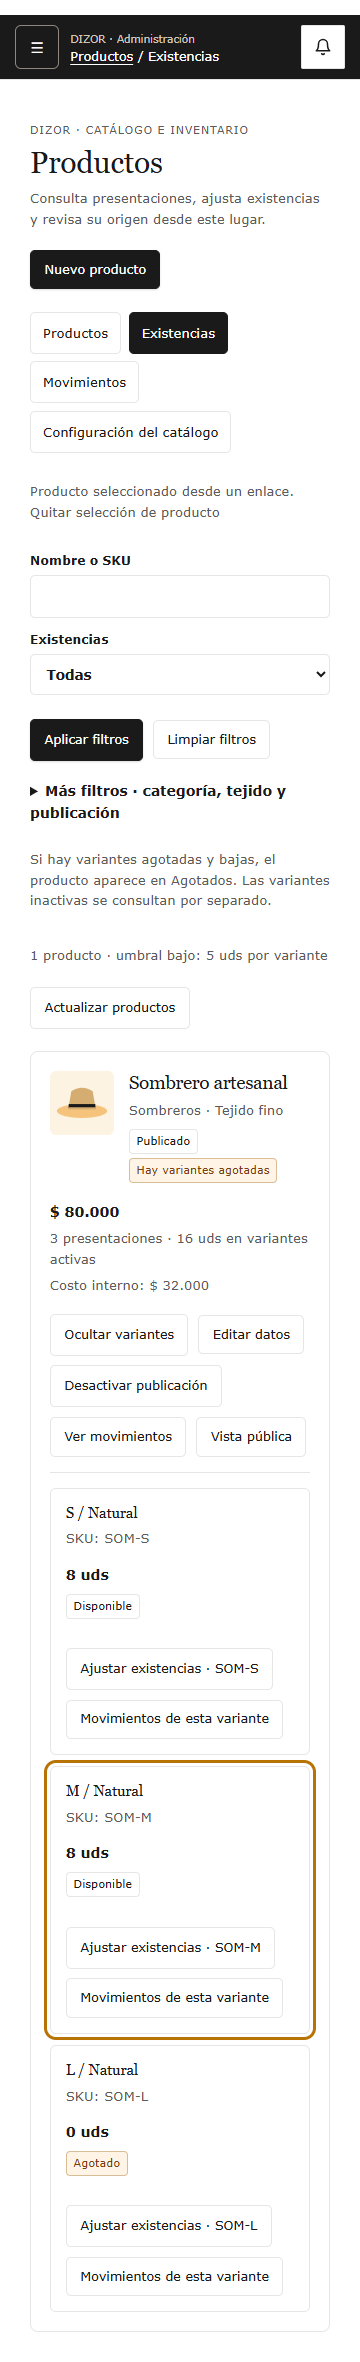 ☰
DIZOR · Administración
Productos / Existencias
DIZOR · CATÁLOGO E INVENTARIO
Productos
Consulta presentaciones, ajusta existencias
y revisa su origen desde este lugar.
Nuevo producto
Productos
Existencias
Movimientos
Configuración del catálogo
Producto seleccionado desde un enlace.
Quitar selección de producto
Nombre o SKU
Existencias
Todas
Aplicar filtros
Limpiar filtros
▶ Más filtros · categoría, tejido y
publicación
Si hay variantes agotadas y bajas, el
producto aparece en Agotados. Las variantes
inactivas se consultan por separado.
1 producto · umbral bajo: 5 uds por variante
Actualizar productos
Sombrero artesanal
Sombreros · Tejido fino
Publicado
Hay variantes agotadas
$ 80.000
3 presentaciones · 16 uds en variantes
activas
Costo interno: $ 32.000
Ocultar variantes
Editar datos
Desactivar publicación
Ver movimientos
Vista pública
S / Natural
SKU: SOM-S
8 uds
Disponible
Ajustar existencias · SOM-S
Movimientos de esta variante
M / Natural
SKU: SOM-M
8 uds
Disponible
Ajustar existencias · SOM-M
Movimientos de esta variante
L / Natural
SKU: SOM-L
0 uds
Agotado
Ajustar existencias · SOM-L
Movimientos de esta variante